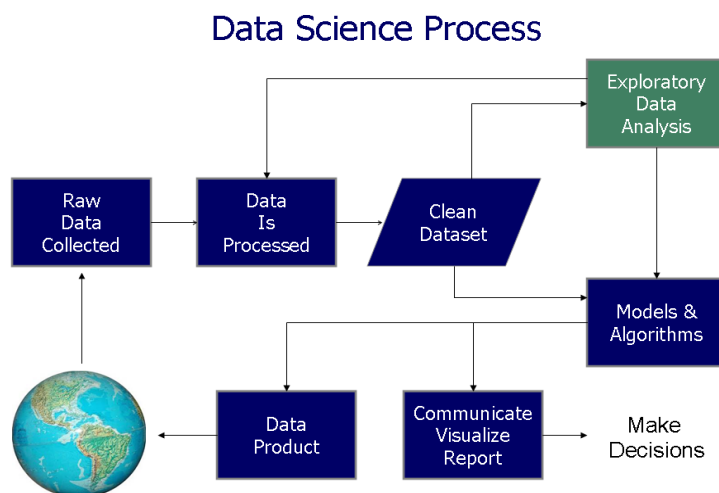 Data Science Process
Exploratory
Data
Analysis
Raw
Data
Collected
Data
Is
Processed
Clean
Dataset
Models &
Algorithms
Data
Product
Communicate
Visualize
Report
Make
Decisions